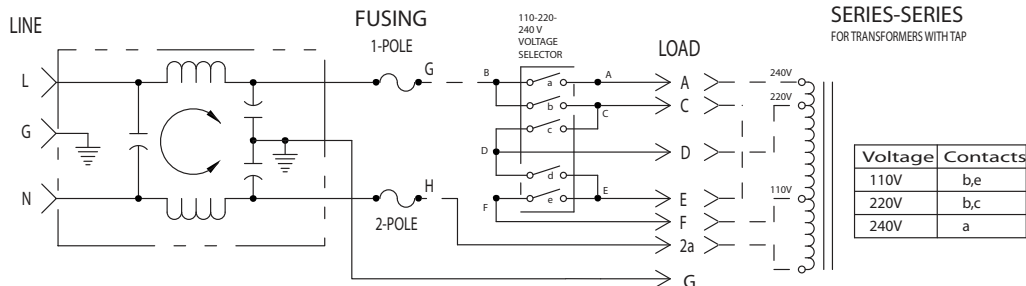 LINE
FUSING
110-220-
240 V
VOLTAGE
SELECTOR
SERIES-SERIES
FOR TRANSFORMERS WITH TAP
1-POLE
LOAD
L
G
B
a
A
A
240V
b
C
C
220V
G
c
D
D
d
N
H
E
E
110V
F
e
F
2-POLE
2a
G
Voltage Contacts
110V b,e
220V b,c
240V a